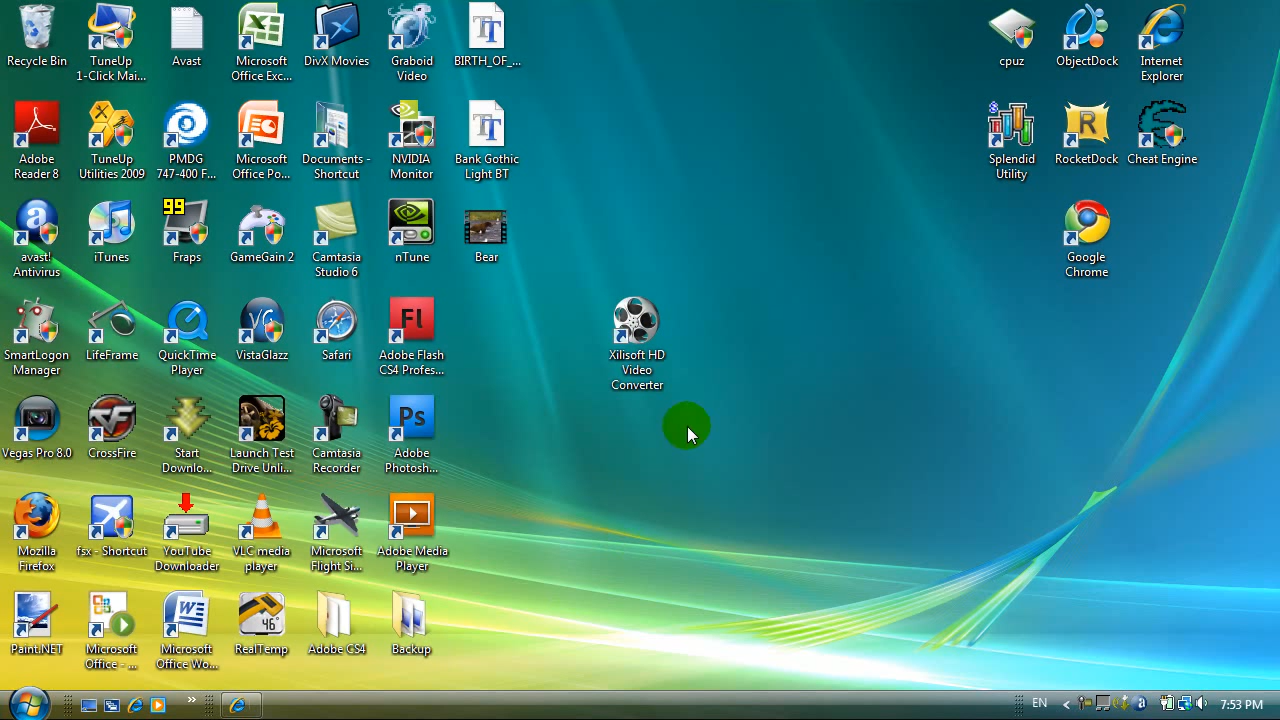 Recycle Bin
TuneUp
1-Click Mai...
Avast
Microsoft
Office Exc...
DivX Movies
Graboid
Video
BIRTH_OF_...
cpuz
ObjectDock
Internet
Explorer
Adobe
Reader 8
TuneUp
Utilities 2009
PMDG
747-400 F...
Microsoft
Office Po...
Documents -
Shortcut
NVIDIA
Monitor
Bank Gothic
Light BT
Splendid
Utility
RocketDock
Cheat Engine
avast!
Antivirus
iTunes
99
Fraps
GameGain 2
Camtasia
Studio 6
nTune
Bear
Google
Chrome
SmartLogon
Manager
LifeFrame
QuickTime
Player
VistaGlazz
Safari
Fl
Adobe Flash
CS4 Profes...
Xilisoft HD
Video
Converter
Vegas Pro 8.0
CrossFire
Start
Downlo...
Launch Test
Drive Unli...
Camtasia
Recorder
Ps
Adobe
Photosh...
Mozilla
Firefox
fsx - Shortcut
YouTube
Downloader
VLC media
player
Microsoft
Flight Si...
Adobe Media
Player
Paint.NET
Microsoft
Office - ...
Microsoft
Office Wo...
46°
RealTemp
Adobe CS4
Backup
EN
7:53 PM